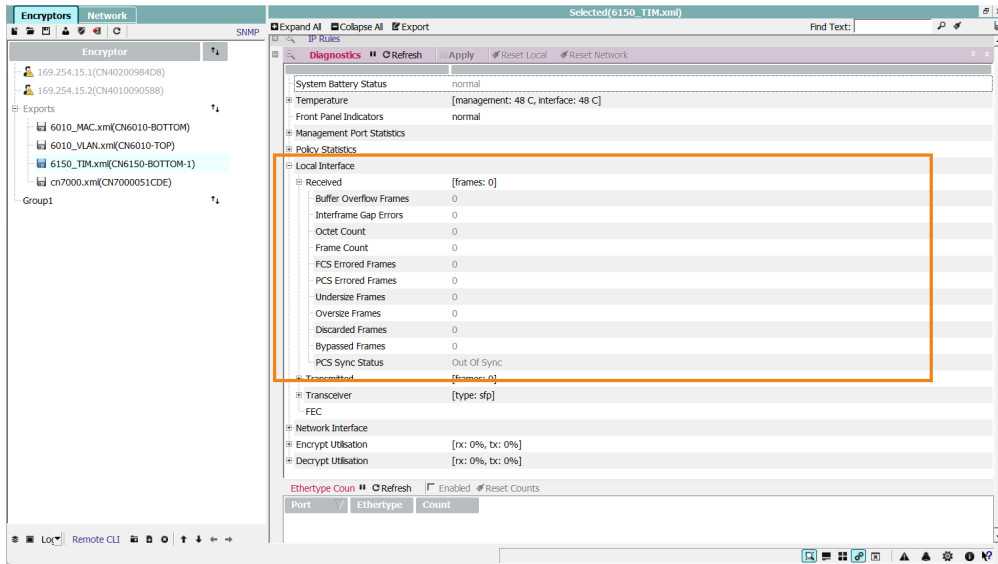 Encryptors Network
SNMP
Encryptor
169.254.15.1(CN40200984D8)
169.254.15.2(CN4010090588)
Exports
6010_MAC.xml(CN6010-BOTTOM)
6010_VLAN.xml(CN6010-TOP)
6150_TIM.xml(CN6150-BOTTOM-1)
cn7000.xml(CN7000051CDE)
Group1
Remote CLI
Selected(6150_TIM.xml)
Expand All Collapse All Export Find Text:
IP Rules
Diagnostics Refresh Apply Reset Local Reset Network
System Battery Status normal
Temperature [management: 48 C, interface: 48 C]
Front Panel Indicators normal
Management Port Statistics
Policy Statistics
Local Interface
Received [frames: 0]
Buffer Overflow Frames 0
Interframe Gap Errors 0
Octet Count 0
Frame Count 0
FCS Errored Frames 0
PCS Errored Frames 0
Undersize Frames 0
Oversize Frames 0
Discarded Frames 0
Bypassed Frames 0
PCS Sync Status Out Of Sync
Transmitted [frames: 0]
Transceiver [type: sfp]
FEC
Network Interface
Encrypt Utilisation [rx: 0%, tx: 0%]
Decrypt Utilisation [rx: 0%, tx: 0%]
Ethertype Coun Refresh Enabled Reset Counts
Port Ethertype Count